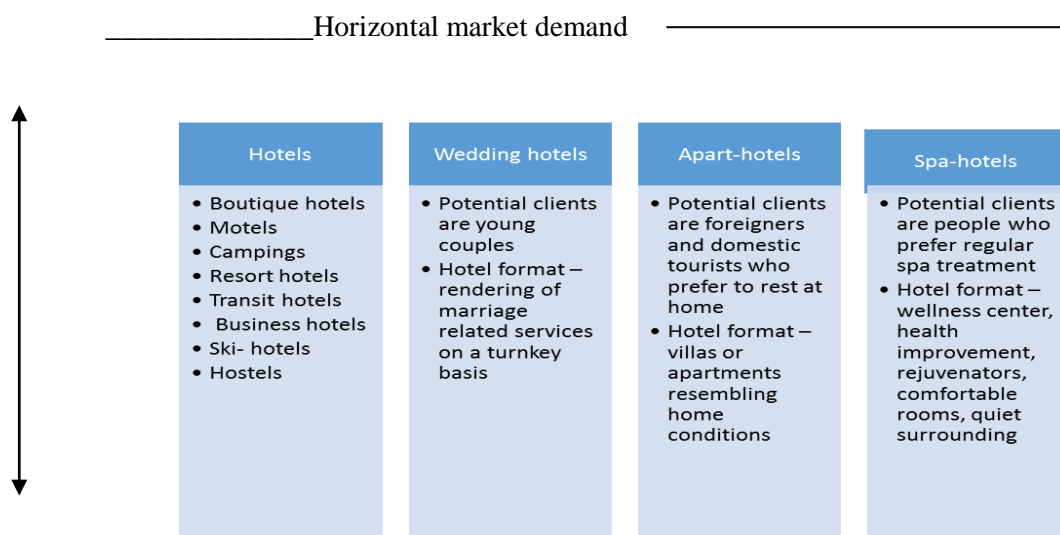 _____________Horizontal market demand
Hotels
• Boutique hotels
• Motels
• Campings
• Resort hotels
• Transit hotels
• Business hotels
• Ski- hotels
• Hostels
Wedding hotels
• Potential clients
are young
couples
• Hotel format –
rendering of
marriage
related services
on a turnkey
basis
Apart-hotels
• Potential clients
are foreigners
and domestic
tourists who
prefer to rest at
home
• Hotel format –
villas or
apartments
resembling
home
conditions
Spa-hotels
• Potential clients
are people who
prefer regular
spa treatment
• Hotel format –
wellness center,
health
improvement,
rejuvenators,
comfortable
rooms, quiet
surrounding